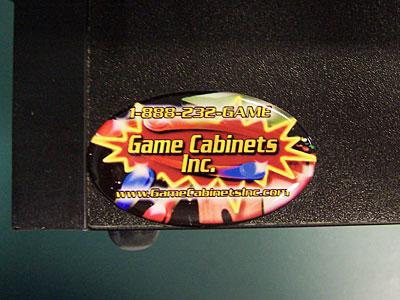 1-888-232-GAME
Game Cabinets
Inc.
www.GameCabinetsInc.com